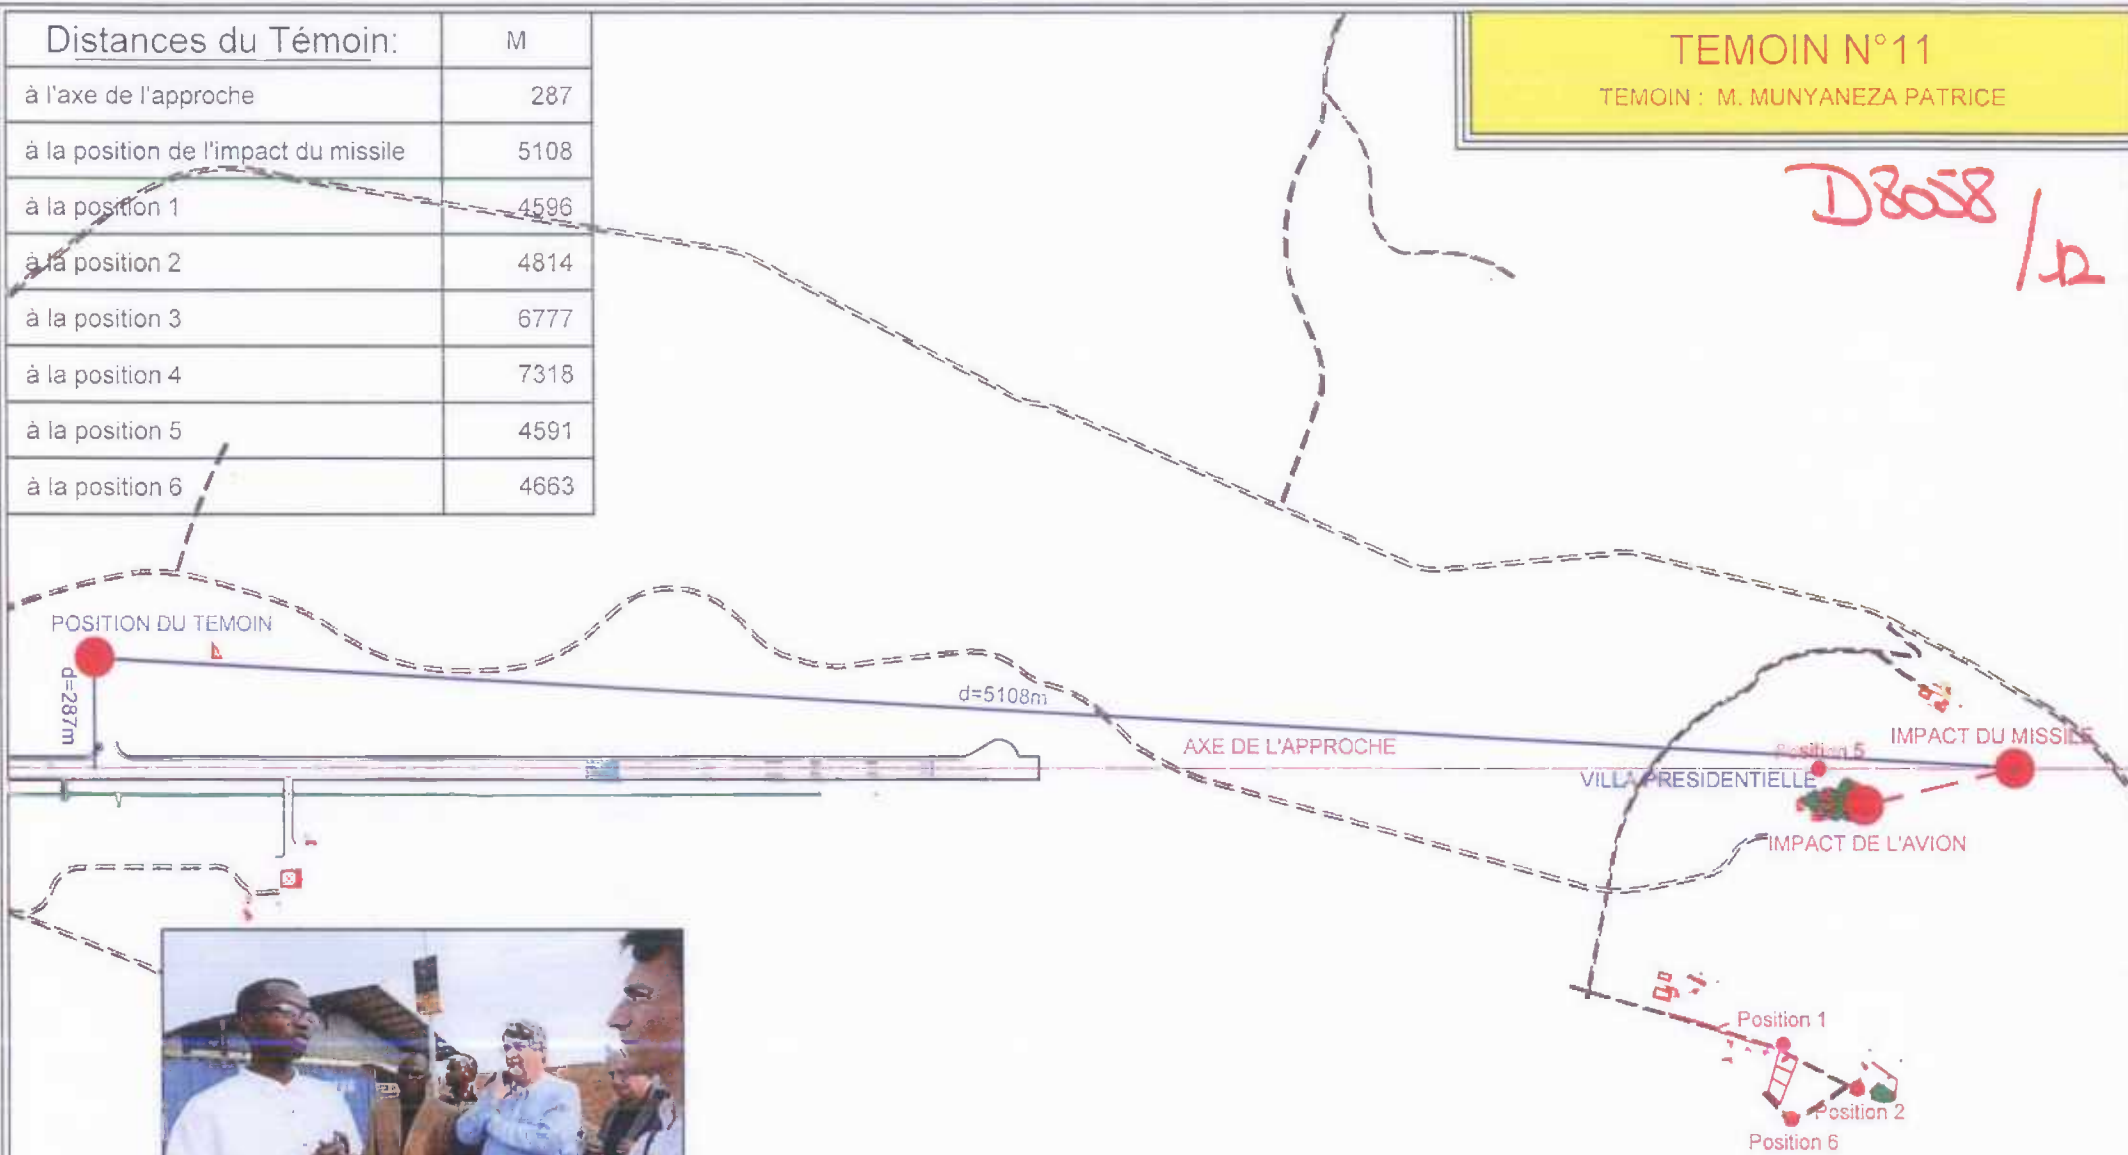 Distances du Témoin: M
à l'axe de l'approche 287
à la position de l'impact du missile 5108
à la position 1 4596
à la position 2 4814
à la position 3 6777
à la position 4 7318
à la position 5 4591
à la position 6 4663
TEMOIN N°11
TEMOIN : M. MUNYANEZA PATRICE
D8058
/12
POSITION DU TEMOIN
d=287m
d=5108m
AXE DE L'APPROCHE
Position 5
IMPACT DU MISSILE
VILLA PRESIDENTIELLE
IMPACT DE L'AVION
Position 1
Position 2
Position 6